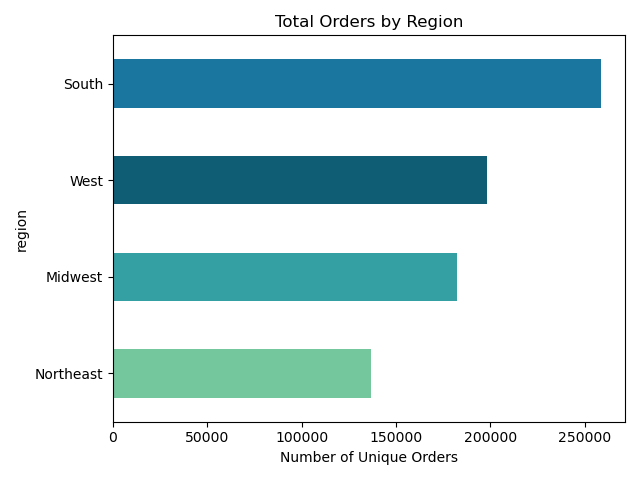 Total Orders by Region
South
West
Midwest
Northeast
region
0 50000 100000 150000 200000 250000
Number of Unique Orders